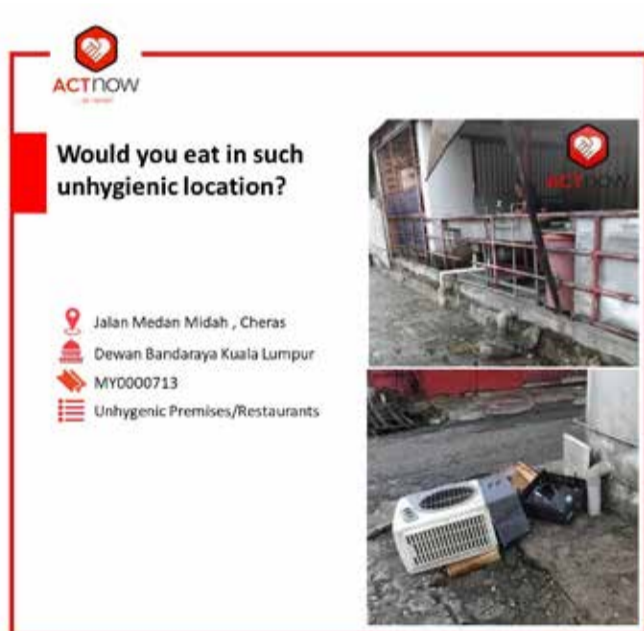 ACTNOW
Would you eat in such
unhygienic location?
ACTNOW
Jalan Medan Midah , Cheras
Dewan Bandaraya Kuala Lumpur
MY0000713
Unhygenic Premises/Restaurants